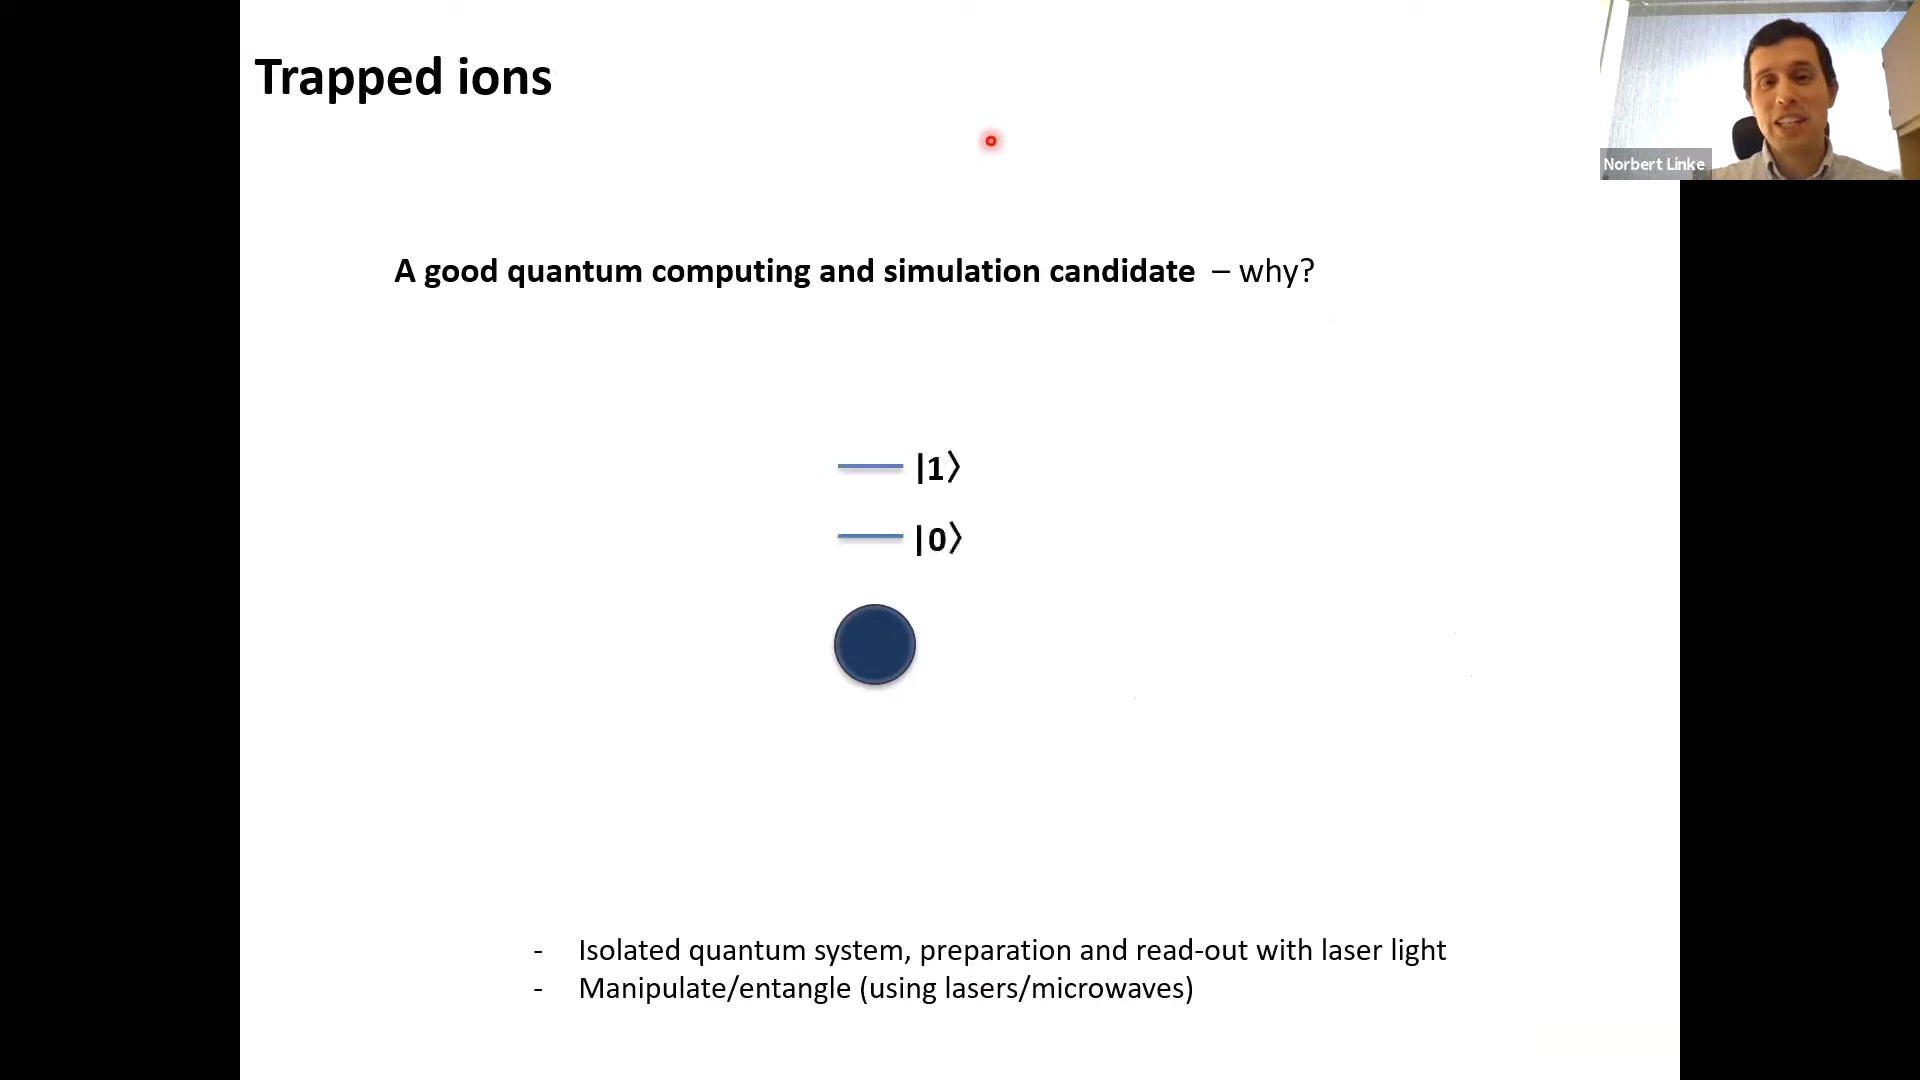 Trapped ions
Norbert Linke
A good quantum computing and simulation candidate – why?
|1⟩
|0⟩
- Isolated quantum system, preparation and read-out with laser light
- Manipulate/entangle (using lasers/microwaves)